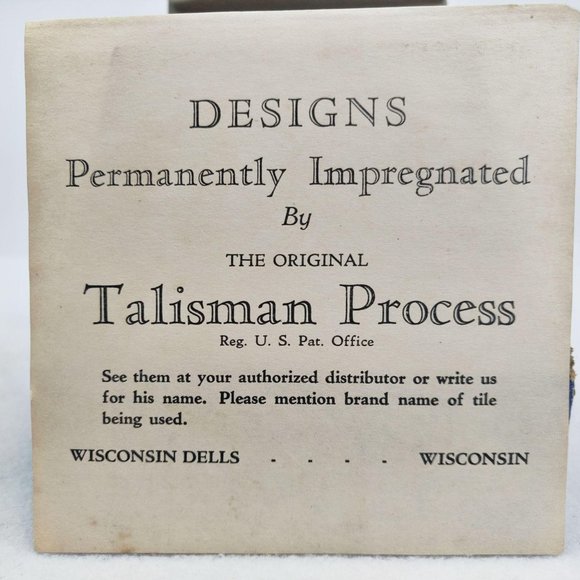 DESIGNS
Permanently Impregnated
By
THE ORIGINAL
Talisman Process
Reg. U. S. Pat. Office
See them at your authorized distributor or write us
for his name. Please mention brand name of tile
being used.
WISCONSIN DELLS . . . . WISCONSIN